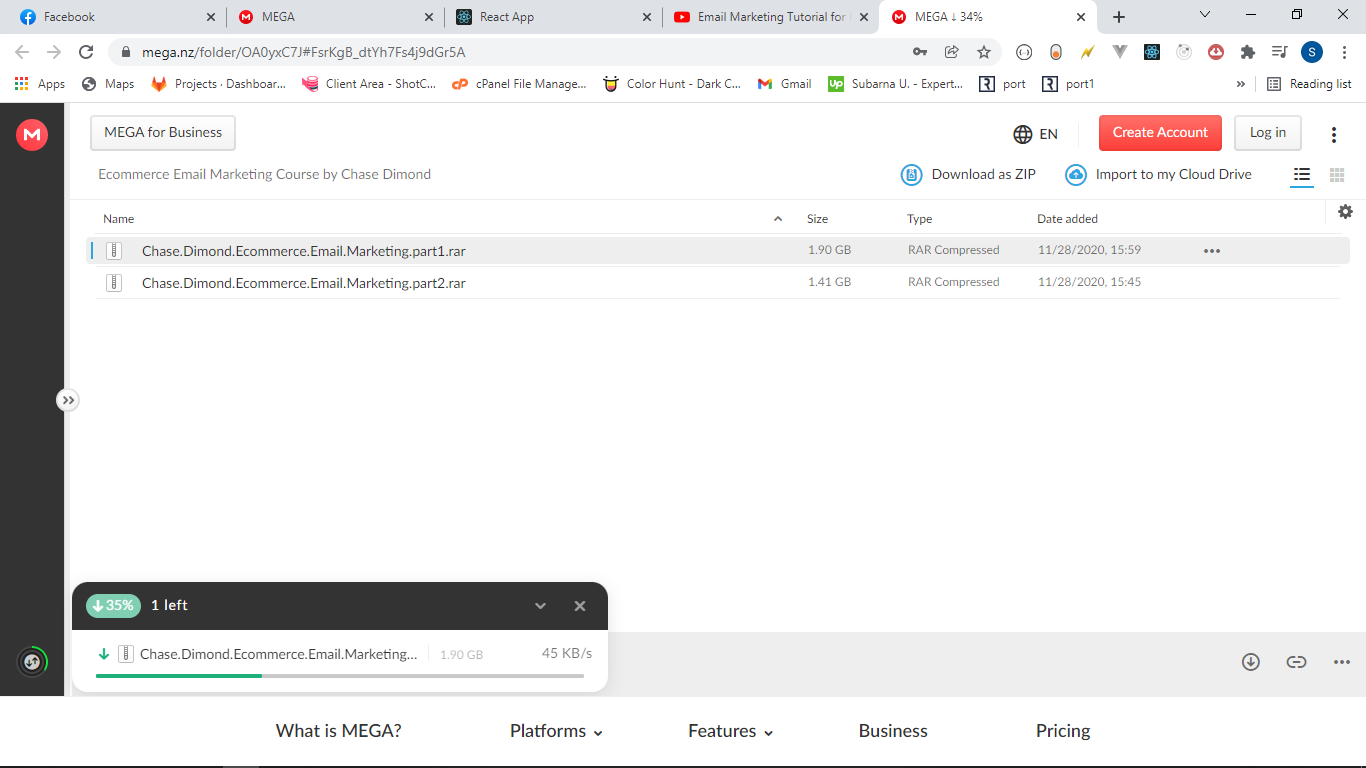 Facebook
MEGA
React App
Email Marketing Tutorial for
MEGA ↓ 34%
mega.nz/folder/OA0yxC7J#FsrKgB_dtYh7Fs4j9dGr5A
S
Apps
Maps
Projects · Dashboar...
Client Area - ShotC...
cPanel File Manage...
Color Hunt - Dark C...
Gmail
Subarna U. - Expert...
port
port1
»
Reading list
MEGA for Business
EN
Create Account
Log in
Ecommerce Email Marketing Course by Chase Dimond
Download as ZIP
Import to my Cloud Drive
Name Size Type Date added
Chase.Dimond.Ecommerce.Email.Marketing.part1.rar 1.90 GB RAR Compressed 11/28/2020, 15:59
Chase.Dimond.Ecommerce.Email.Marketing.part2.rar 1.41 GB RAR Compressed 11/28/2020, 15:45
35% 1 left
Chase.Dimond.Ecommerce.Email.Marketing... 1.90 GB 45 KB/s
What is MEGA? Platforms Features Business Pricing